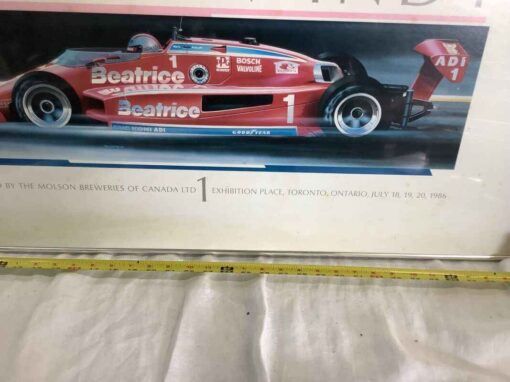 INDY
Beatrice
1
BOSCH
VALVOLINE
ADI
1
Beatrice
1
GOODYEAR
BY THE MOLSON BREWERIES OF CANADA LTD 1 EXHIBITION PLACE, TORONTO, ONTARIO, JULY 18, 19, 20, 1986